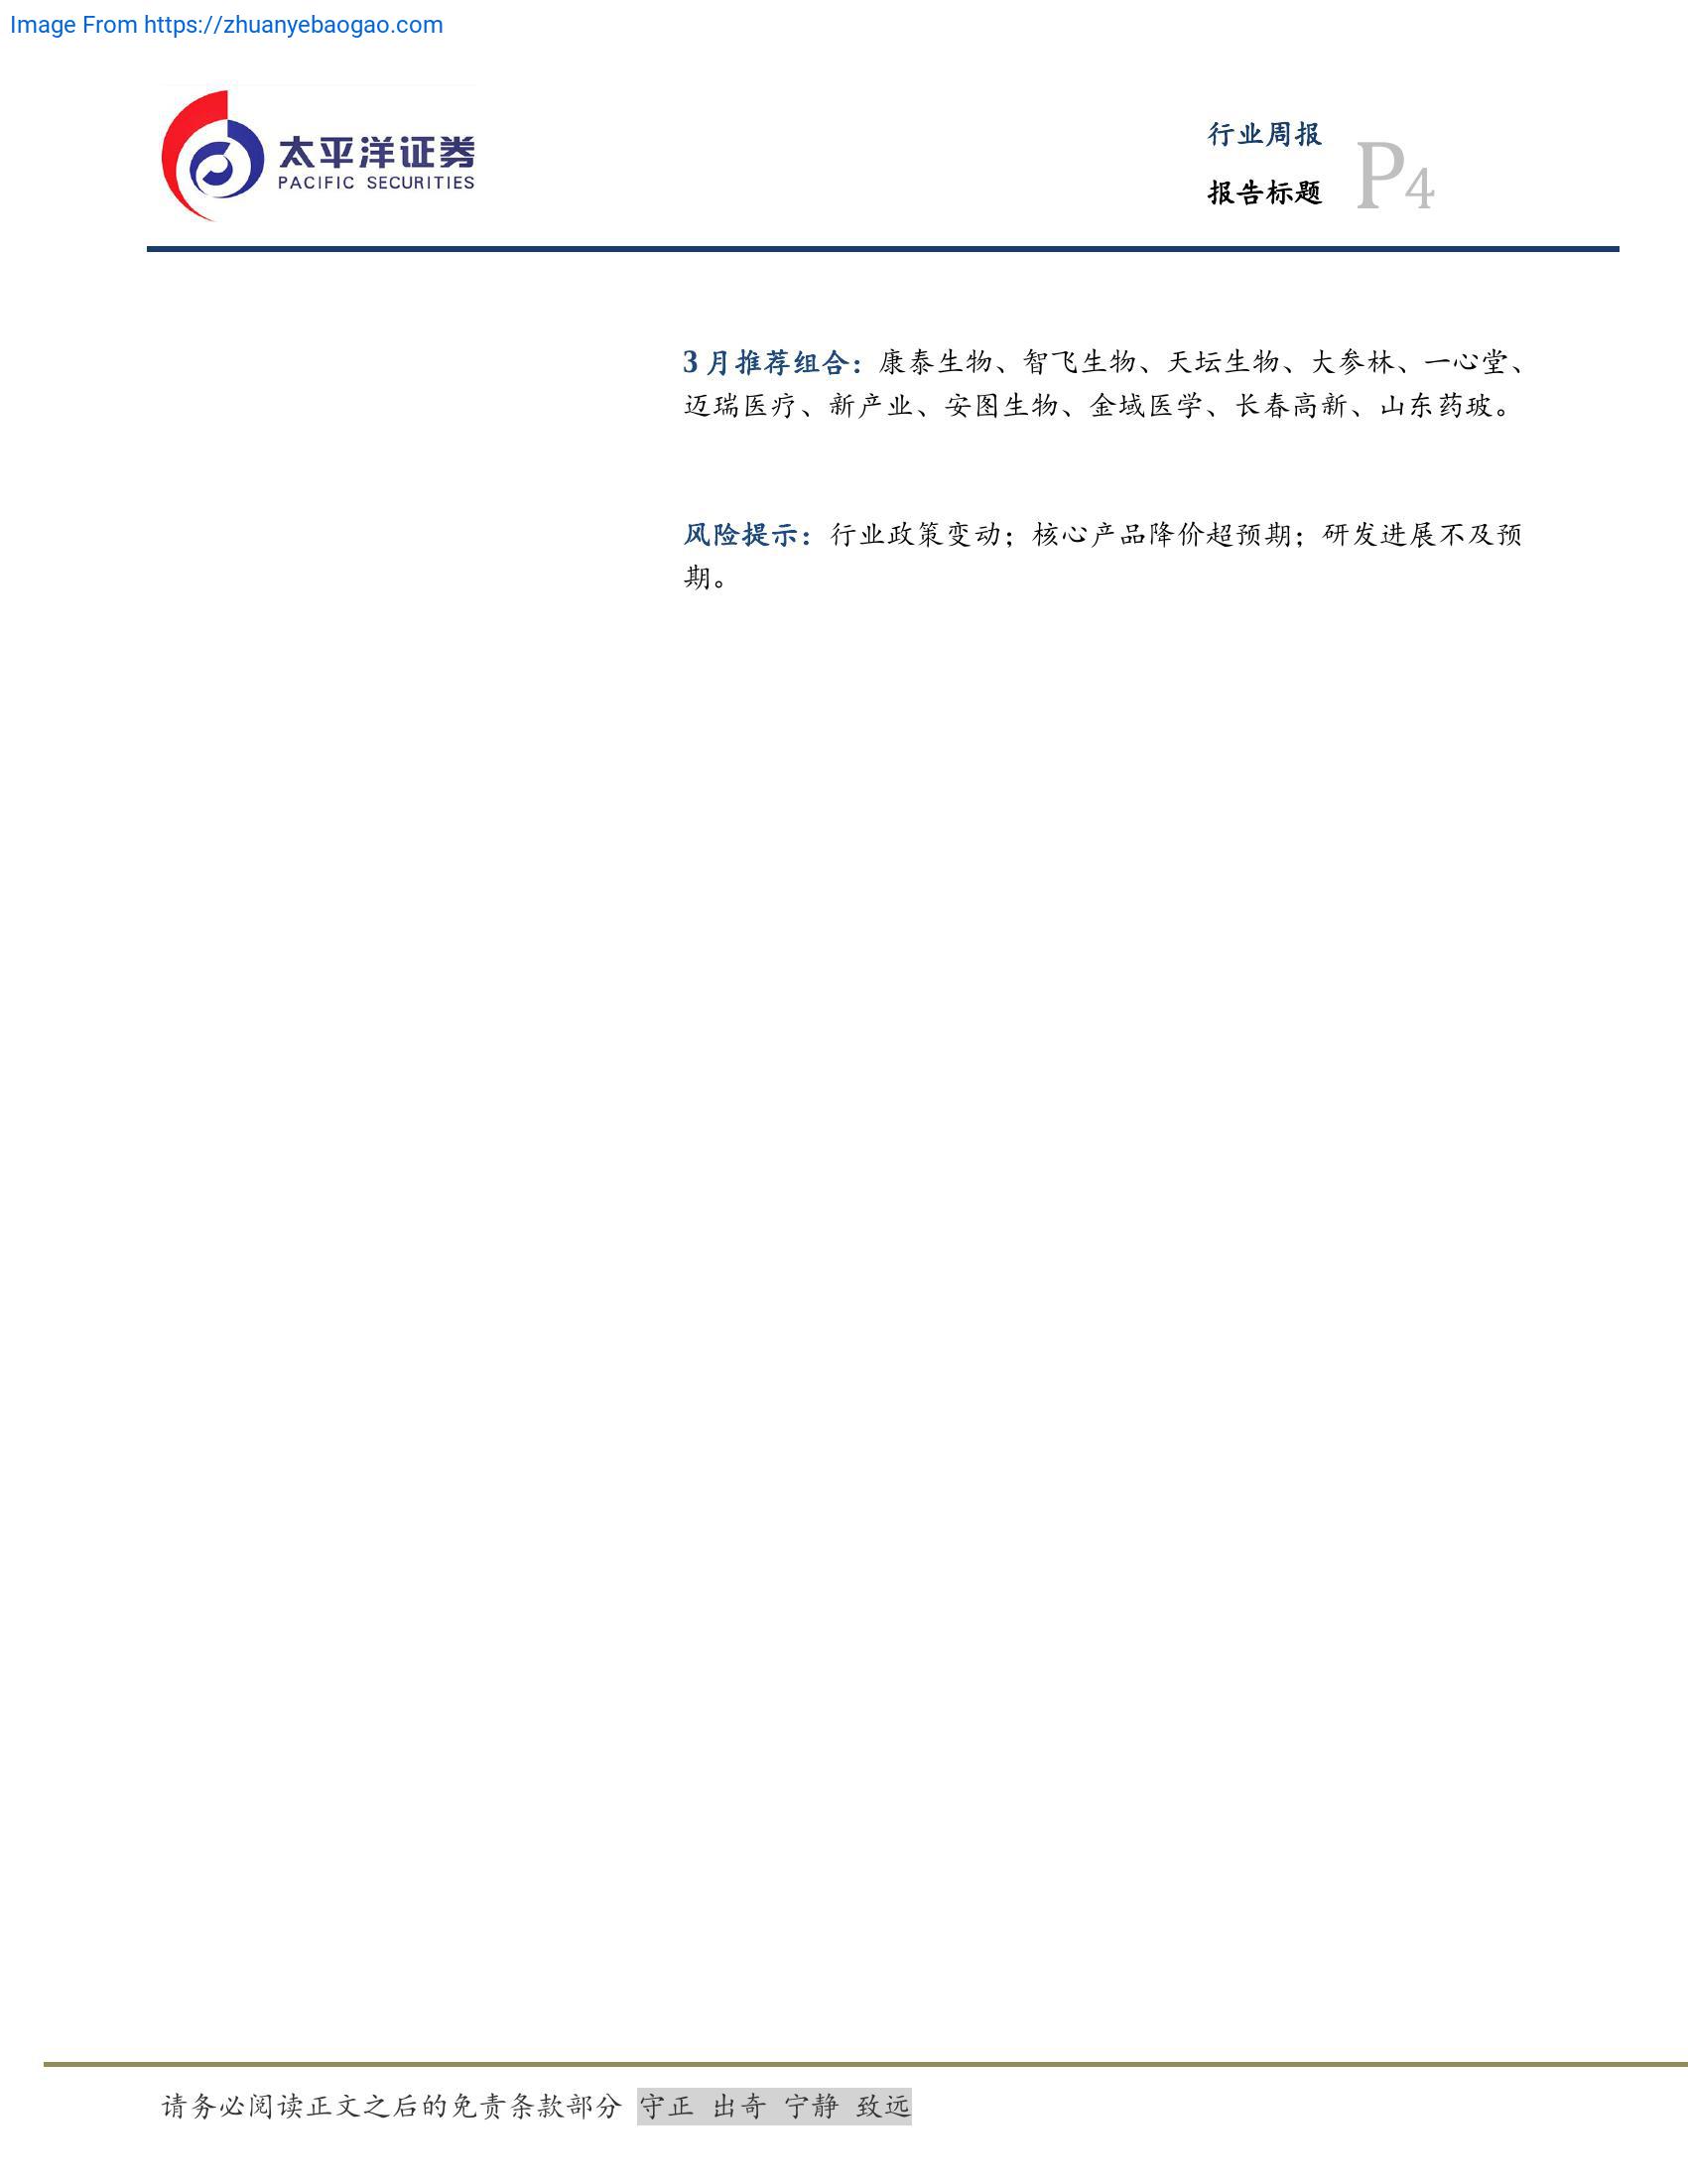 Image From https://zhuanyebaogao.com
太平洋证券
PACIFIC SECURITIES
行业周报
报告标题
P4
3 月推荐组合：康泰生物、智飞生物、天坛生物、大参林、一心堂、
迈瑞医疗、新产业、安图生物、金域医学、长春高新、山东药玻。
风险提示：行业政策变动；核心产品降价超预期；研发进展不及预
期。
请务必阅读正文之后的免责条款部分 守正 出奇 宁静 致远